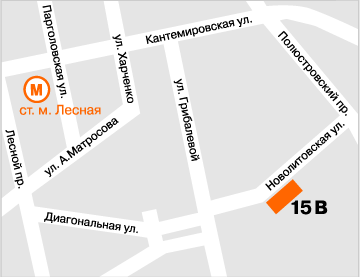 Кантемировская ул.
Парголовская ул.
ул. Харченко
Полюстровский пр.
М
ст. м. Лесная
ул. Грибалевой
Лесной пр.
ул. А.Матросова
Новолитовская ул.
15 В
Диагональная ул.